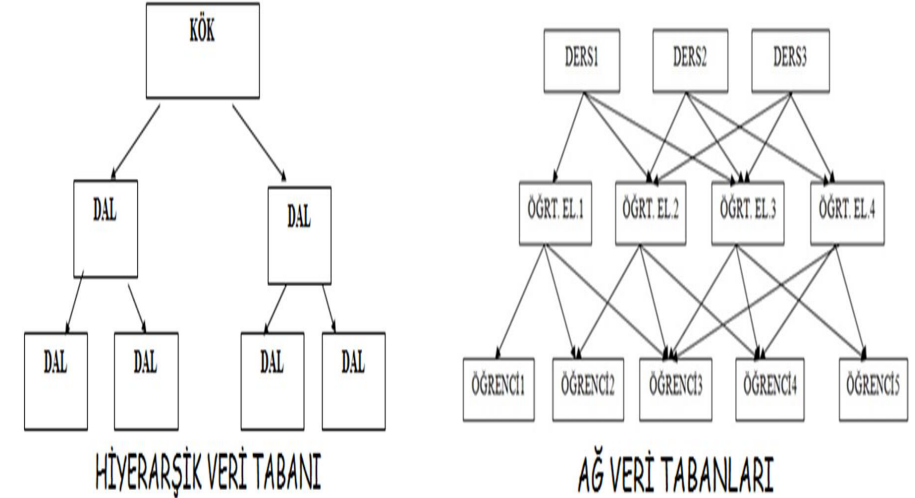 KÖK
DAL
DAL
DAL
DAL
DAL
DAL
HİYERARŞİK VERİ TABANI
DERS1
DERS2
DERS3
ÖĞRT. EL.1
ÖĞRT. EL.2
ÖĞRT. EL.3
ÖĞRT. EL.4
ÖĞRENCİ1
ÖĞRENCİ2
ÖĞRENCİ3
ÖĞRENCİ4
ÖĞRENCİ5
AĞ VERİ TABANLARI